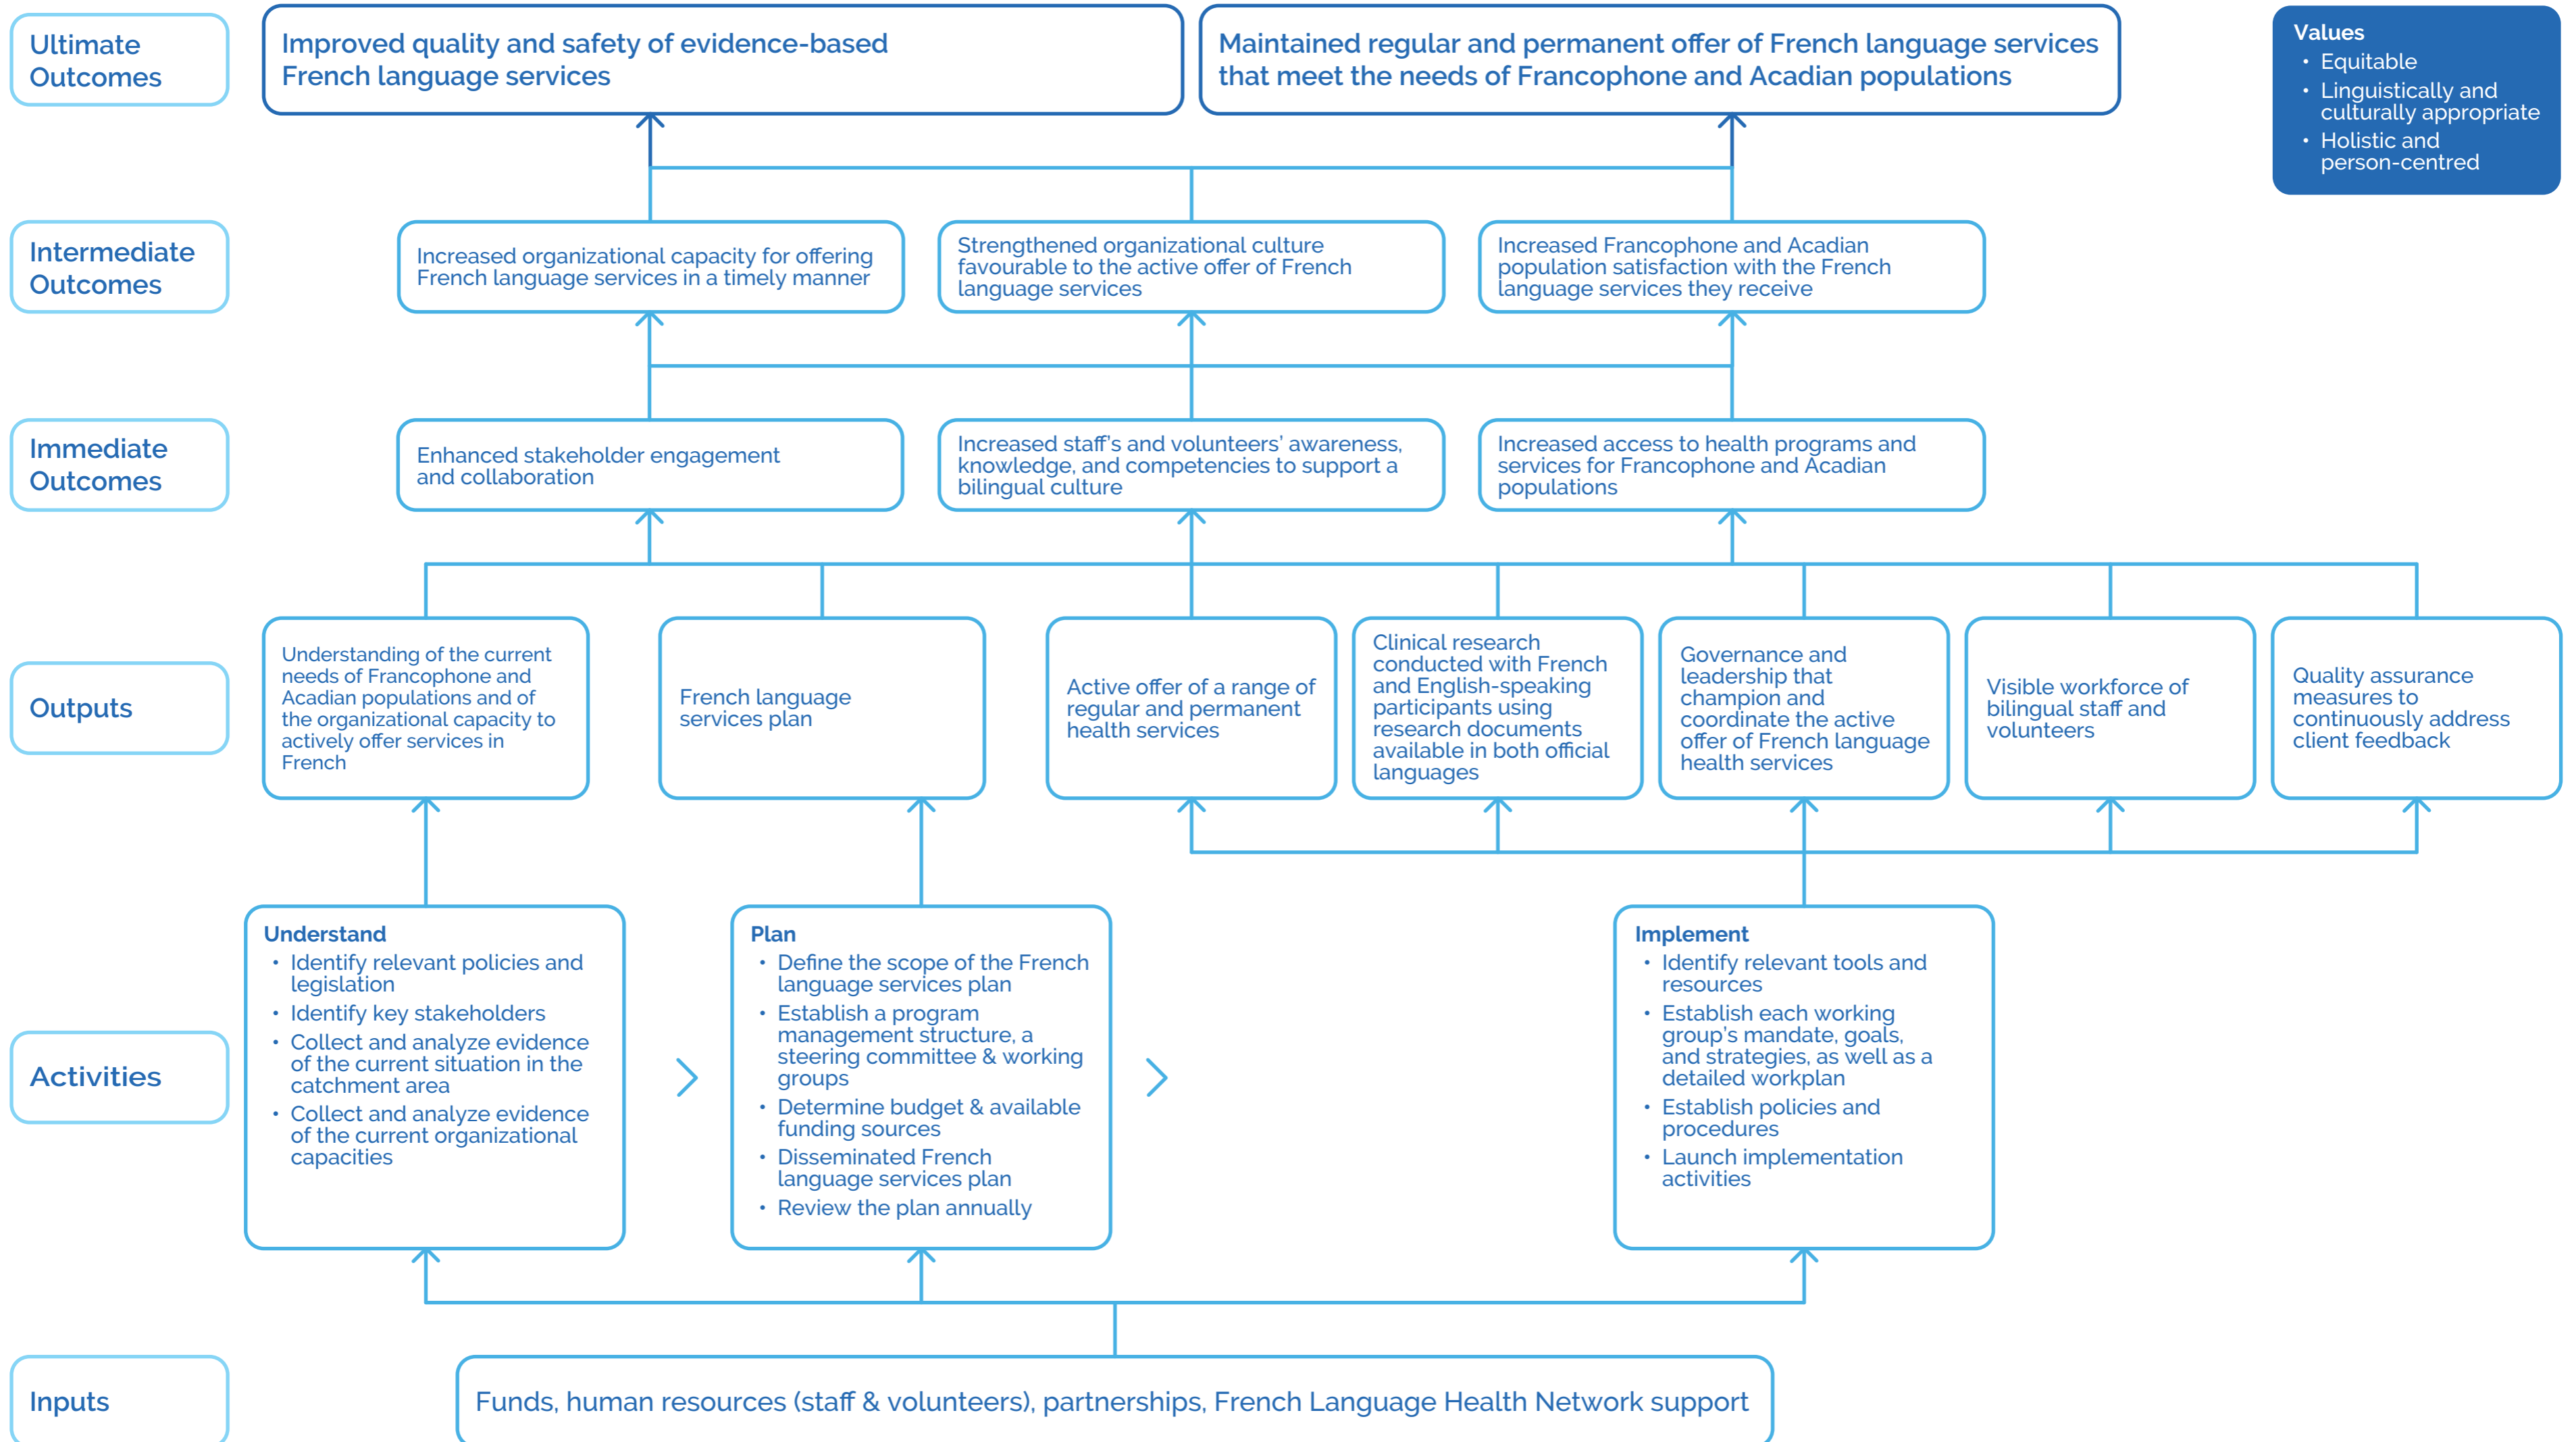 Ultimate
Outcomes
Improved quality and safety of evidence-based
French language services
Maintained regular and permanent offer of French language services
that meet the needs of Francophone and Acadian populations
Values
• Equitable
• Linguistically and
culturally appropriate
• Holistic and
person-centred
Intermediate
Outcomes
Increased organizational capacity for offering
French language services in a timely manner
Strengthened organizational culture
favourable to the active offer of French
language services
Increased Francophone and Acadian
population satisfaction with the French
language services they receive
Immediate
Outcomes
Enhanced stakeholder engagement
and collaboration
Increased staff's and volunteers' awareness,
knowledge, and competencies to support a
bilingual culture
Increased access to health programs and
services for Francophone and Acadian
populations
Outputs
Understanding of the current
needs of Francophone and
Acadian populations and of
the organizational capacity to
actively offer services in
French
French language
services plan
Active offer of a range of
regular and permanent
health services
Clinical research
conducted with French
and English-speaking
participants using
research documents
available in both official
languages
Governance and
leadership that
champion and
coordinate the active
offer of French language
health services
Visible workforce of
bilingual staff and
volunteers
Quality assurance
measures to
continuously address
client feedback
Activities
Understand
• Identify relevant policies and
legislation
• Identify key stakeholders
• Collect and analyze evidence
of the current situation in the
catchment area
• Collect and analyze evidence
of the current organizational
capacities
Plan
• Define the scope of the French
language services plan
• Establish a program
management structure, a
steering committee & working
groups
• Determine budget & available
funding sources
• Disseminated French
language services plan
• Review the plan annually
Implement
• Identify relevant tools and
resources
• Establish each working
group's mandate, goals,
and strategies, as well as a
detailed workplan
• Establish policies and
procedures
• Launch implementation
activities
Inputs
Funds, human resources (staff & volunteers), partnerships, French Language Health Network support